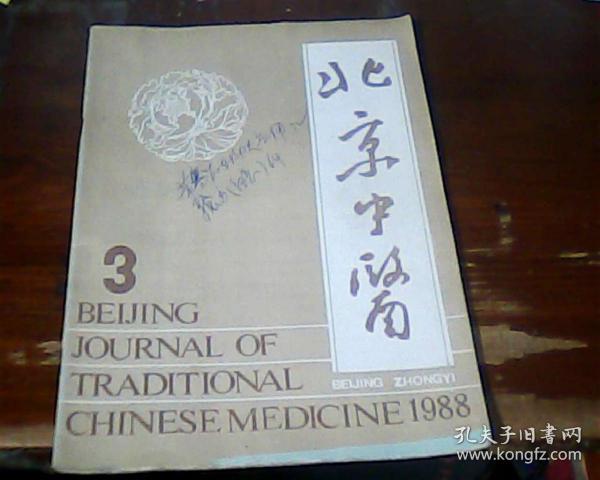 北京中醫
3
BEIJING
JOURNAL OF
TRADITIONAL
CHINESE MEDICINE 1988
BEIJING ZHONGYI
孔夫子旧书网
www.kongfz.com